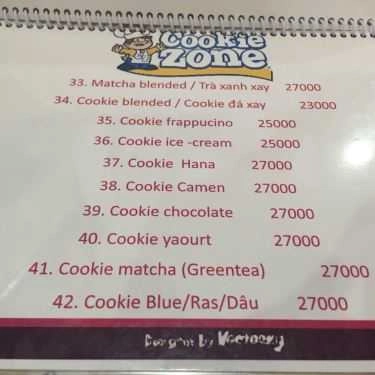 Cookie
zone
33. Matcha blended / Trà xanh xay 27000
34. Cookie blended / Cookie đá xay 23000
35. Cookie frappucino 25000
36. Cookie ice -cream 25000
37. Cookie Hana 27000
38. Cookie Camen 27000
39. Cookie chocolate 27000
40. Cookie yaourt 27000
41. Cookie matcha (Greentea) 27000
42. Cookie Blue/Ras/Dâu 27000
by